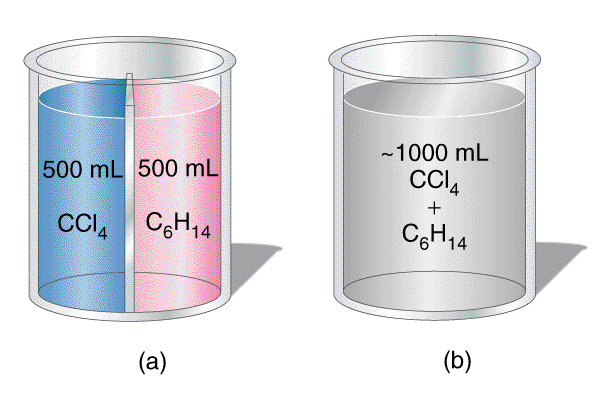 500 mL 500 mL
CCl₄ C₆H₁₄
~1000 mL
CCl₄
+
C₆H₁₄
(a) (b)